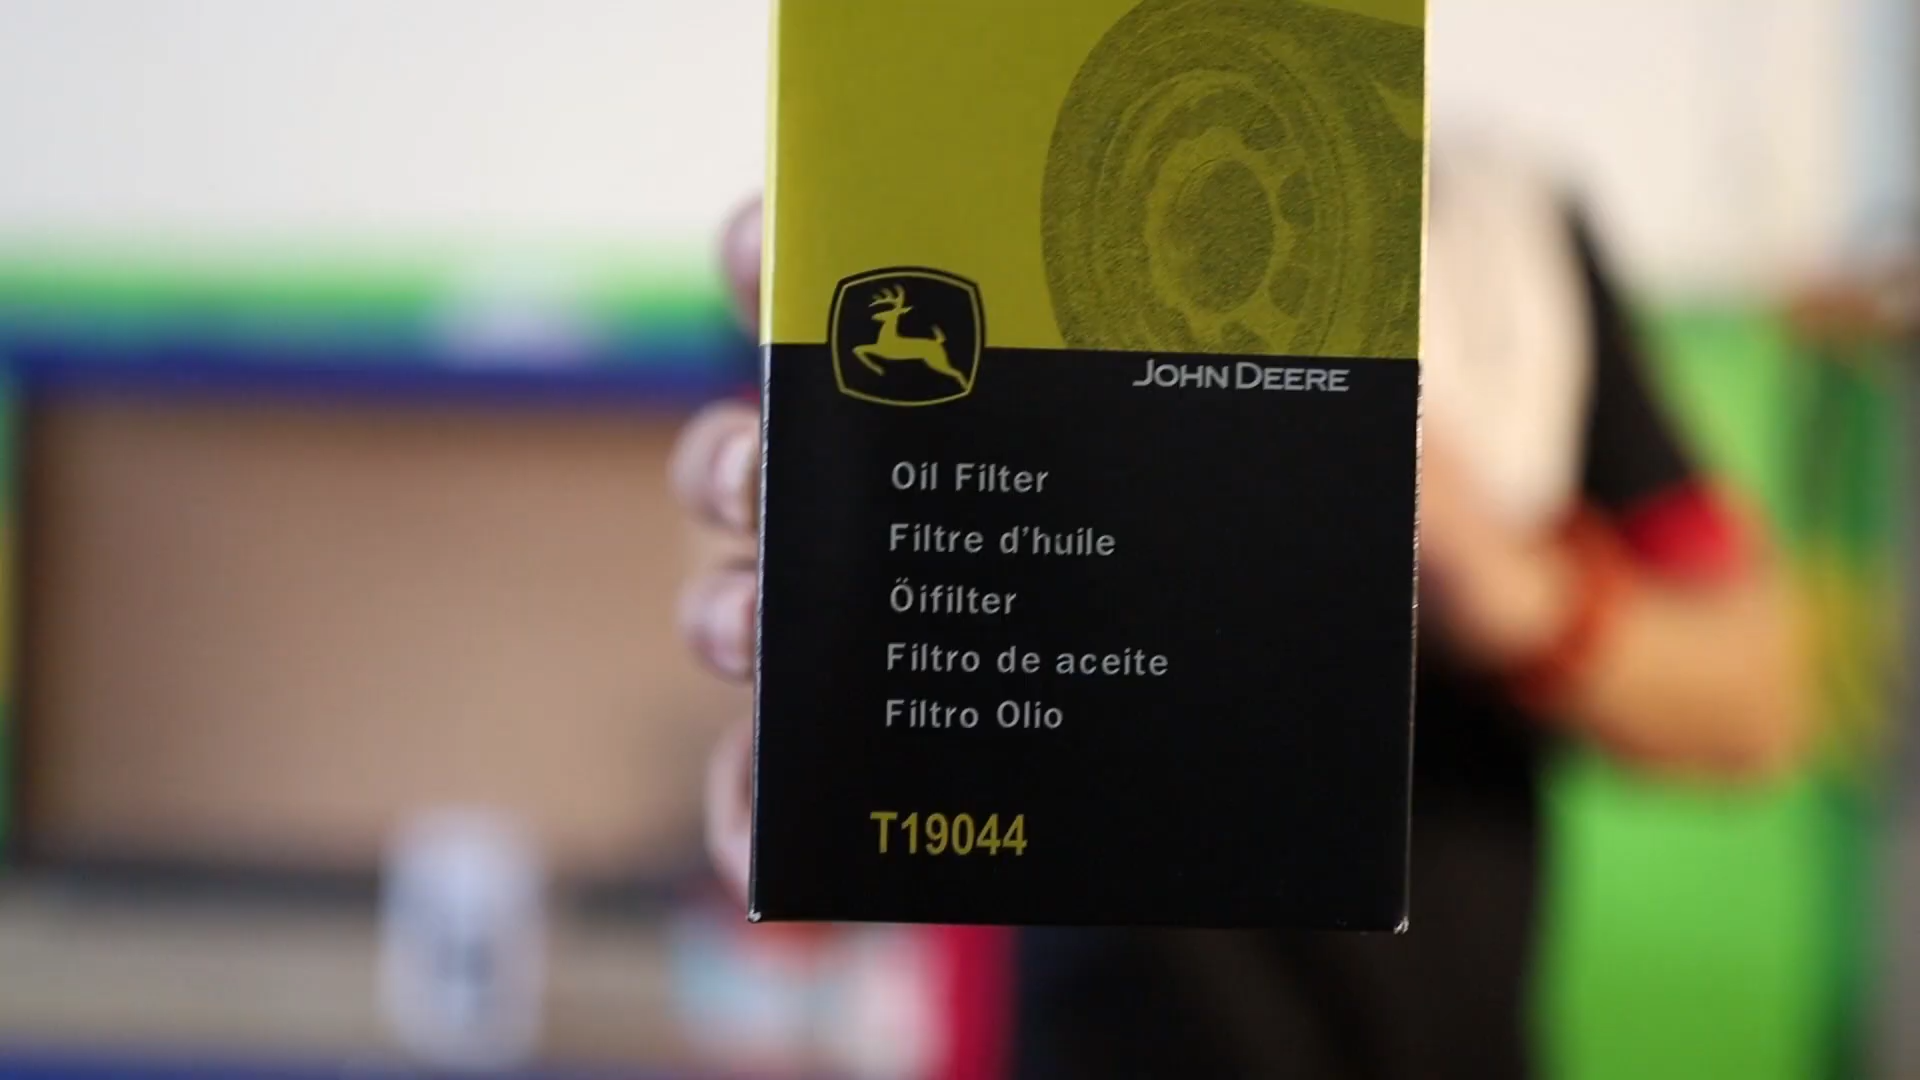 JOHN DEERE
Oil Filter
Filtre d'huile
Öifilter
Filtro de aceite
Filtro Olio
T19044